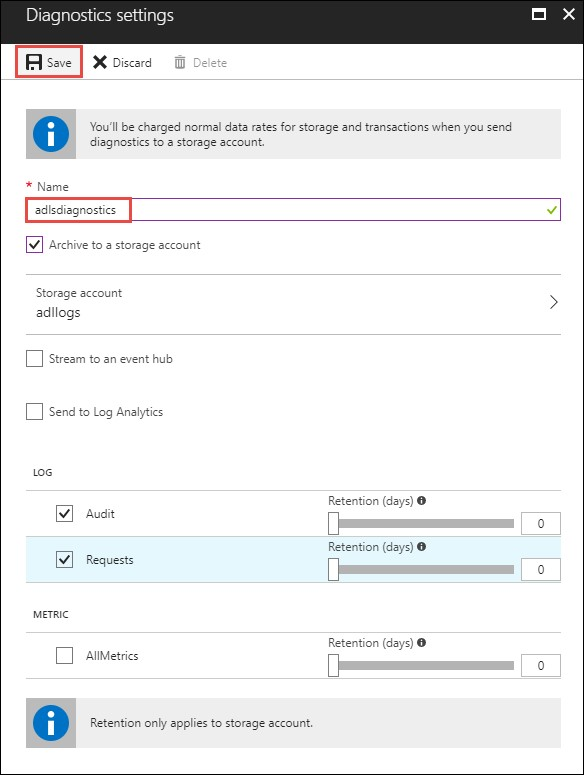 Diagnostics settings
Save Discard Delete
You'll be charged normal data rates for storage and transactions when you send
diagnostics to a storage account.
* Name
adlsdiagnostics
Archive to a storage account
Storage account
adllogs
Stream to an event hub
Send to Log Analytics
LOG
Retention (days)
Audit
0
Retention (days)
Requests
0
METRIC
Retention (days)
AllMetrics
0
Retention only applies to storage account.